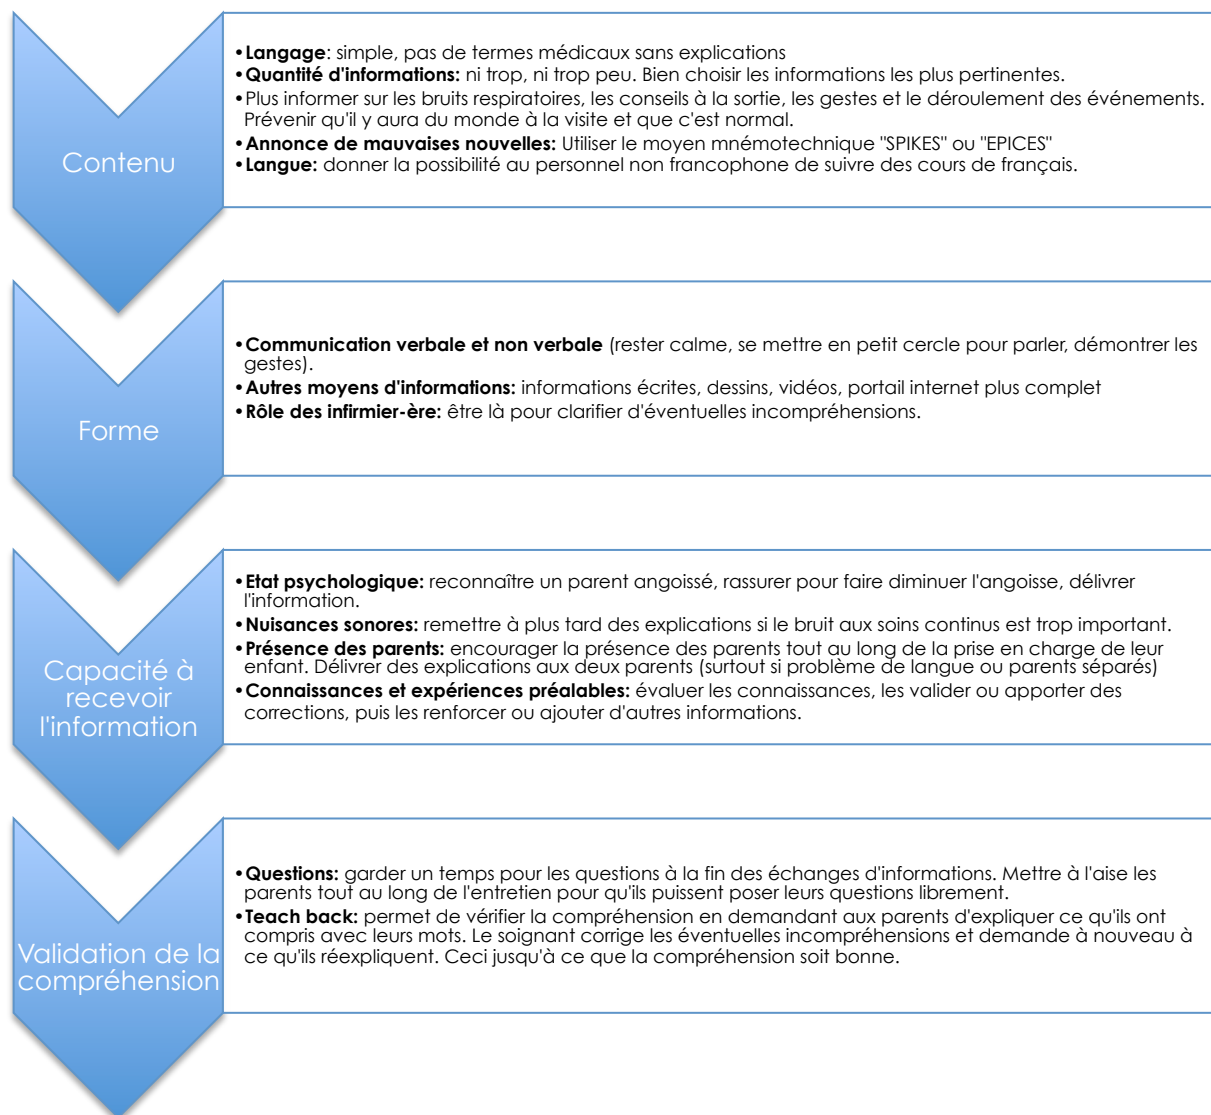 Contenu
•Langage: simple, pas de termes médicaux sans explications
•Quantité d'informations: ni trop, ni trop peu. Bien choisir les informations les plus pertinentes.
•Plus informer sur les bruits respiratoires, les conseils à la sortie, les gestes et le déroulement des événements.
Prévenir qu'il y aura du monde à la visite et que c'est normal.
•Annonce de mauvaises nouvelles: Utiliser le moyen mnémotechnique "SPIKES" ou "EPICES"
•Langue: donner la possibilité au personnel non francophone de suivre des cours de français.
Forme
•Communication verbale et non verbale (rester calme, se mettre en petit cercle pour parler, démontrer les
gestes).
•Autres moyens d'informations: informations écrites, dessins, vidéos, portail internet plus complet
•Rôle des infirmier-ère: être là pour clarifier d'éventuelles incompréhensions.
Capacité à
recevoir
l'information
•Etat psychologique: reconnaître un parent angoissé, rassurer pour faire diminuer l'angoisse, délivrer
l'information.
•Nuisances sonores: remettre à plus tard des explications si le bruit aux soins continus est trop important.
•Présence des parents: encourager la présence des parents tout au long de la prise en charge de leur
enfant. Délivrer des explications aux deux parents (surtout si problème de langue ou parents séparés)
•Connaissances et expériences préalables: évaluer les connaissances, les valider ou apporter des
corrections, puis les renforcer ou ajouter d'autres informations.
Validation de la
compréhension
•Questions: garder un temps pour les questions à la fin des échanges d'informations. Mettre à l'aise les
parents tout au long de l'entretien pour qu'ils puissent poser leurs questions librement.
•Teach back: permet de vérifier la compréhension en demandant aux parents d'expliquer ce qu'ils ont
compris avec leurs mots. Le soignant corrige les éventuelles incompréhensions et demande à nouveau à
ce qu'ils réexpliquent. Ceci jusqu'à ce que la compréhension soit bonne.